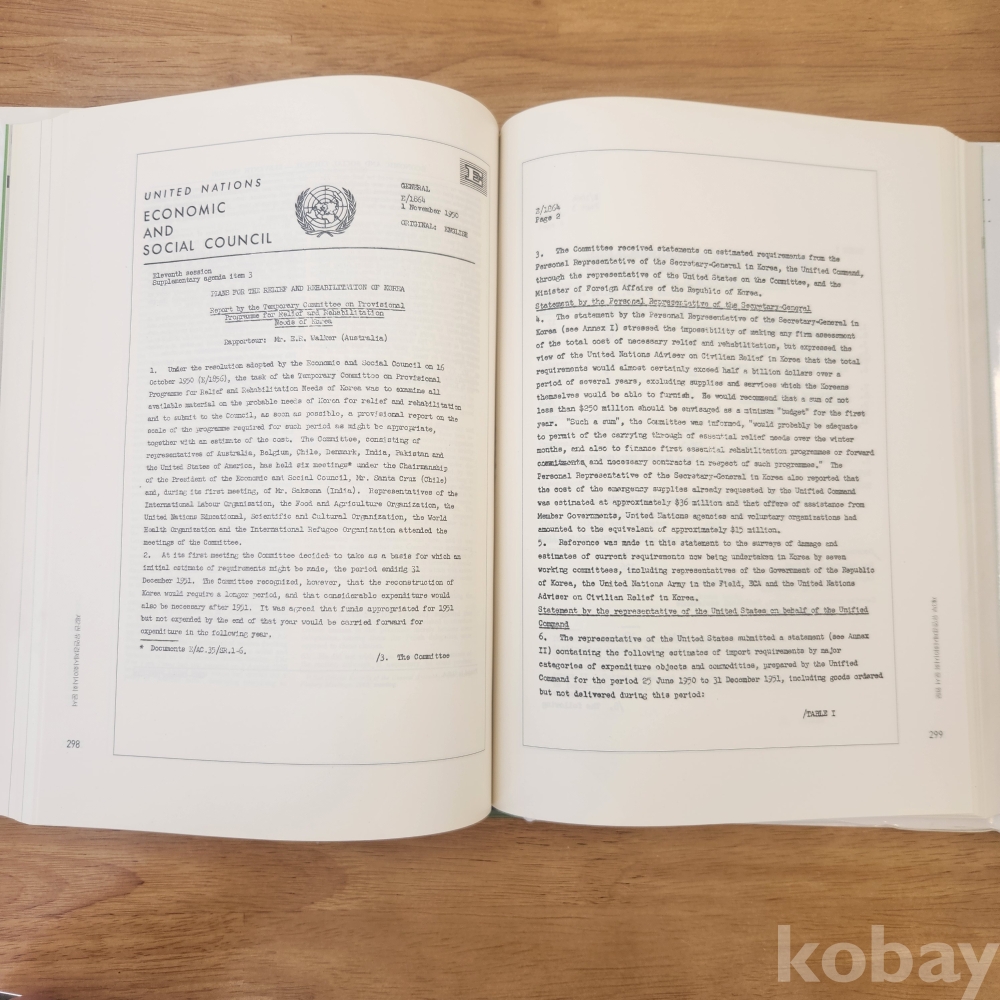 UNITED NATIONS
ECONOMIC
AND
SOCIAL COUNCIL
GENERAL
E/1864
1 November 1950
ORIGINAL: ENGLISH
Eleventh session
Supplementary agenda item 3
PLANS FOR THE RELIEF AND REHABILITATION OF KOREA
Report by the Temporary Committee on Provisional
Programme for Relief and Rehabilitation
Needs of Korea
Rapporteur: Mr. E.R. Walker (Australia)
1. Under the resolution adopted by the Economic and Social Council on 16
October 1950 (E/1856), the task of the Temporary Committee on Provisional
Programme for Relief and Rehabilitation Needs of Korea was to examine all
available material on the probable needs of Korea for relief and rehabilitation
and to submit to the Council, as soon as possible, a provisional report on the
scale of the programme required for such period as might be appropriate,
together with an estimate of the cost. The Committee, consisting of
representatives of Australia, Belgium, Chile, Denmark, India, Pakistan and
the United States of America, has held six meetings* under the Chairmanship
of the President of the Economic and Social Council, Mr. Santa Cruz (Chile)
and, during its first meeting, of Mr. Saksena (India). Representatives of the
International Labour Organization, the Food and Agriculture Organization, the
United Nations Educational, Scientific and Cultural Organization, the World
Health Organization and the International Refugee Organization attended the
meetings of the Committee.
2. At its first meeting the Committee decided to take as a basis for which an
initial estimate of requirements might be made, the period ending 31
December 1951. The Committee recognized, however, that the reconstruction of
Korea would require a longer period, and that considerable expenditure would
also be necessary after 1951. It was agreed that funds appropriated for 1951
but not expended by the end of that year would be carried forward for
expenditure in the following year.
* Documents E/AC.35/SR.1-6.
/3. The Committee
298
E/1864
Page 2
3. The Committee received statements on estimated requirements from the
Personal Representative of the Secretary-General in Korea, the Unified Command,
through the representative of the United States on the Committee, and the
Minister of Foreign Affairs of the Republic of Korea.
Statement by the Personal Representative of the Secretary-General
4. The statement by the Personal Representative of the Secretary-General in
Korea (see Annex I) stressed the impossibility of making any firm assessment
of the total cost of necessary relief and rehabilitation, but expressed the
view of the United Nations Adviser on Civilian Relief in Korea that the total
requirements would almost certainly exceed half a billion dollars over a
period of several years, excluding supplies and services which the Koreans
themselves would be able to furnish. He would recommend that a sum of not
less than $250 million should be envisaged as a minimum "budget" for the first
year. "Such a sum", the Committee was informed, "would probably be adequate
to permit of the carrying through of essential relief needs over the winter
months, and also to finance first essential rehabilitation programmes or forward
commitments and necessary contracts in respect of such programmes." The
Personal Representative of the Secretary-General in Korea also reported that
the cost of the emergency supplies already requested by the Unified Command
was estimated at approximately $36 million and that offers of assistance from
Member Governments, United Nations agencies and voluntary organizations had
amounted to the equivalent of approximately $15 million.
5. Reference was made in this statement to the surveys of damage and
estimates of current requirements now being undertaken in Korea by seven
working committees, including representatives of the Government of the Republic
of Korea, the United Nations Army in the Field, ECA and the United Nations
Adviser on Civilian Relief in Korea.
Statement by the representative of the United States on behalf of the Unified
Command
6. The representative of the United States submitted a statement (see Annex
II) containing the following estimates of import requirements by major
categories of expenditure objects and commodities, prepared by the Unified
Command for the period 25 June 1950 to 31 December 1951, including goods ordered
but not delivered during this period:
/TABLE I
299
kobay